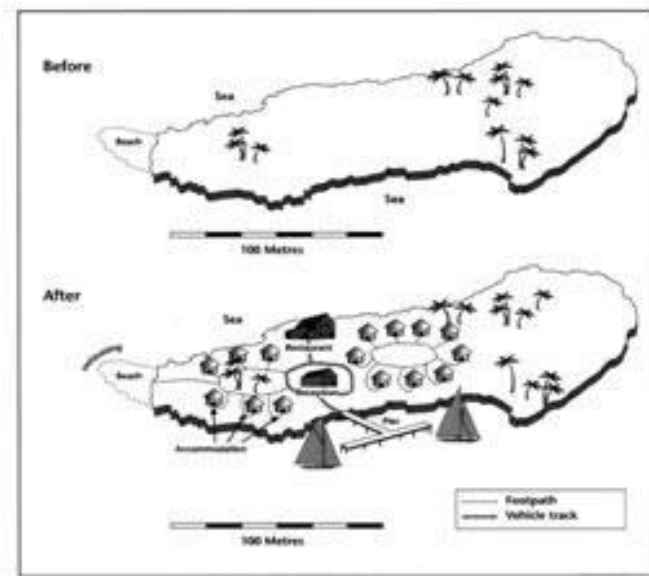 Before
Sea
Beach
Sea
100 Metres
After
Sea
Restaurant
Beach
Pier
Accommodation
Footpath
Vehicle track
100 Metres